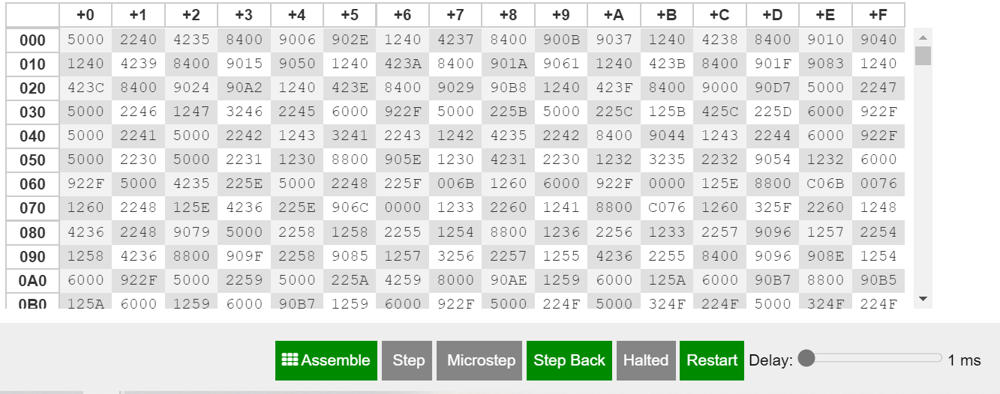 +0 +1 +2 +3 +4 +5 +6 +7 +8 +9 +A +B +C +D +E +F
000 5000 2240 4235 8400 9006 902E 1240 4237 8400 900B 9037 1240 4238 8400 9010 9040
010 1240 4239 8400 9015 9050 1240 423A 8400 901A 9061 1240 423B 8400 901F 9083 1240
020 423C 8400 9024 90A2 1240 423E 8400 9029 90B8 1240 423F 8400 9000 90D7 5000 2247
030 5000 2246 1247 3246 2245 6000 922F 5000 225B 5000 225C 125B 425C 225D 6000 922F
040 5000 2241 5000 2242 1243 3241 2243 1242 4235 2242 8400 9044 1243 2244 6000 922F
050 5000 2230 5000 2231 1230 8800 905E 1230 4231 2230 1232 3235 2232 9054 1232 6000
060 922F 5000 4235 225E 5000 2248 225F 006B 1260 6000 922F 0000 125E 8800 C06B 0076
070 1260 2248 125E 4236 225E 906C 0000 1233 2260 1241 8800 C076 1260 325F 2260 1248
080 4236 2248 9079 5000 2258 1258 2255 1254 8800 1236 2256 1233 2257 9096 1257 2254
090 1258 4236 8800 909F 2258 9085 1257 3256 2257 1255 4236 2255 8400 9096 908E 1254
0A0 6000 922F 5000 2259 5000 225A 4259 8000 90AE 1259 6000 125A 6000 90B7 8800 90B5
0B0 125A 6000 1259 6000 90B7 1259 6000 922F 5000 224F 5000 324F 224F 5000 324F 224F
Assemble Step Microstep Step Back Halted Restart Delay: 1 ms